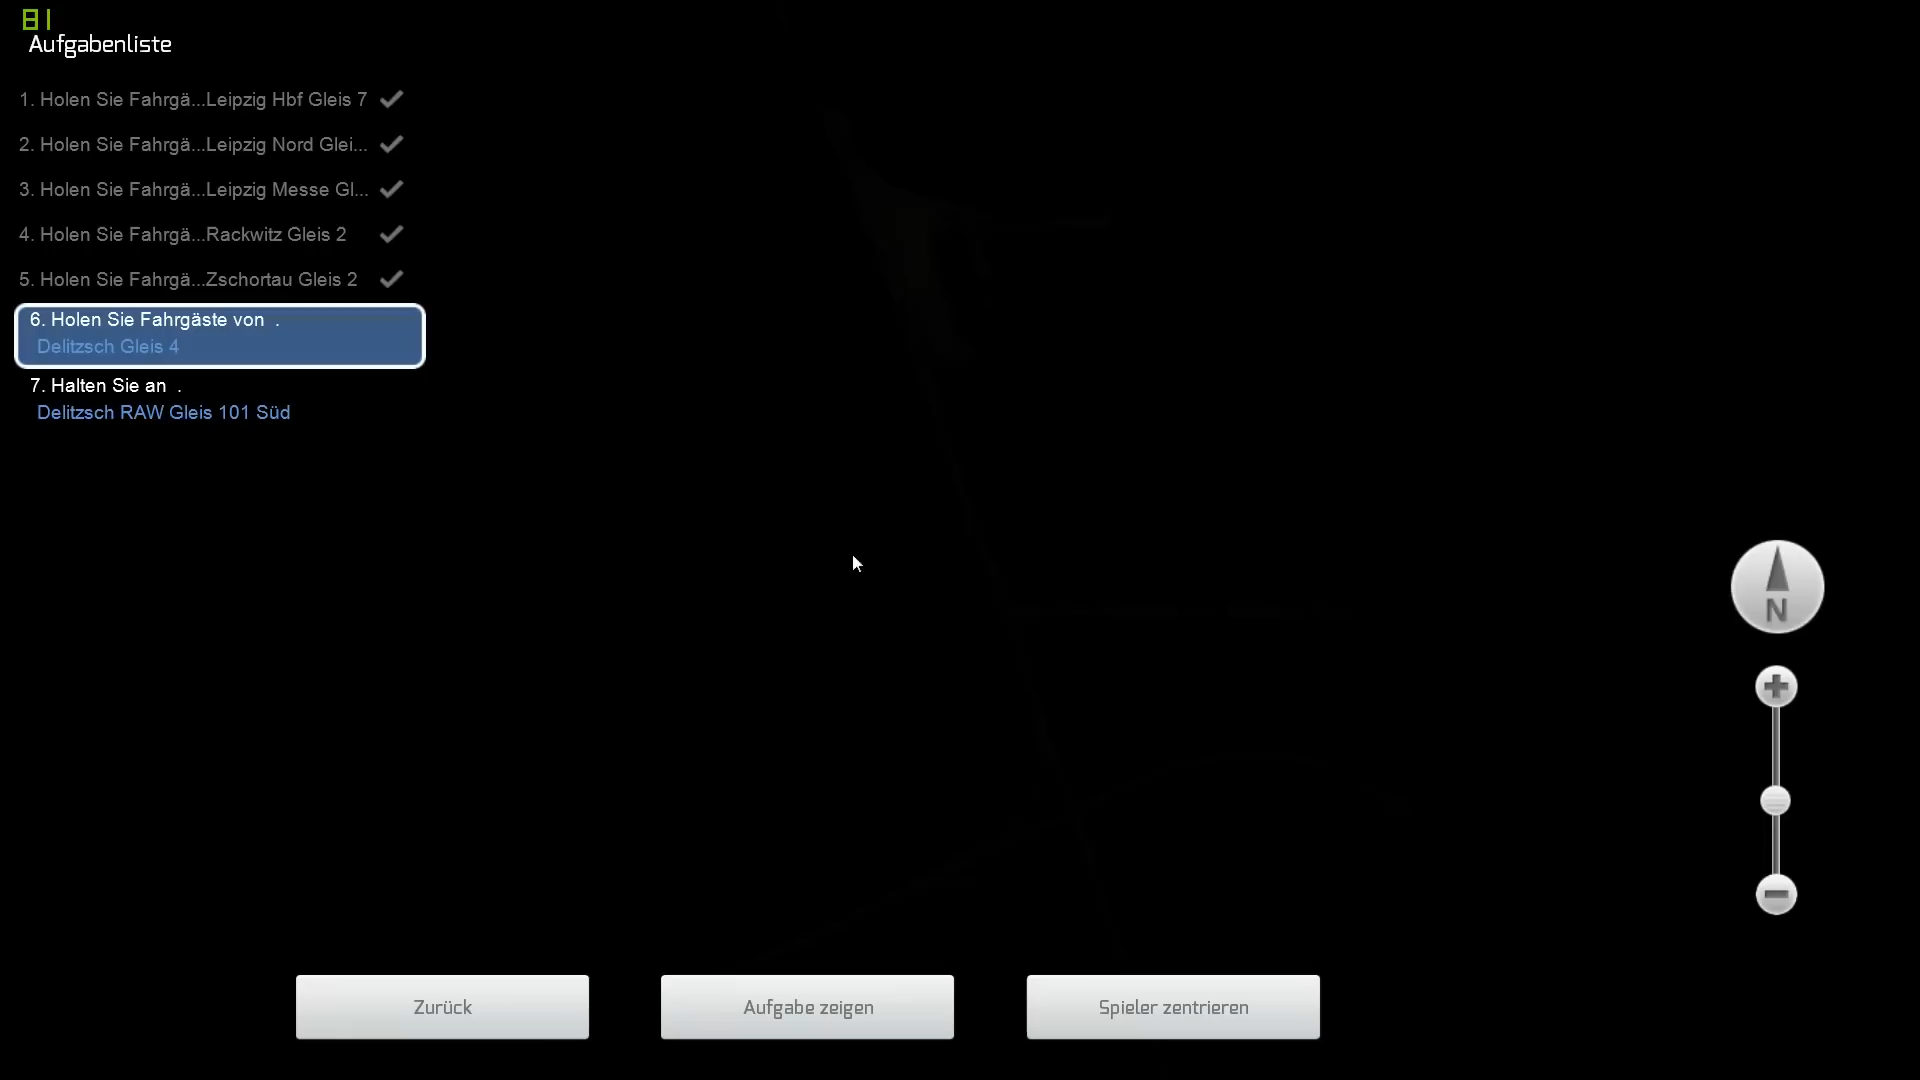 81
Aufgabenliste
1. Holen Sie Fahrgä...Leipzig Hbf Gleis 7
2. Holen Sie Fahrgä...Leipzig Nord Glei...
3. Holen Sie Fahrgä...Leipzig Messe Gl...
4. Holen Sie Fahrgä...Rackwitz Gleis 2
5. Holen Sie Fahrgä...Zschortau Gleis 2
6. Holen Sie Fahrgäste von .
Delitzsch Gleis 4
7. Halten Sie an .
Delitzsch RAW Gleis 101 Süd
N
Zurück
Aufgabe zeigen
Spieler zentrieren